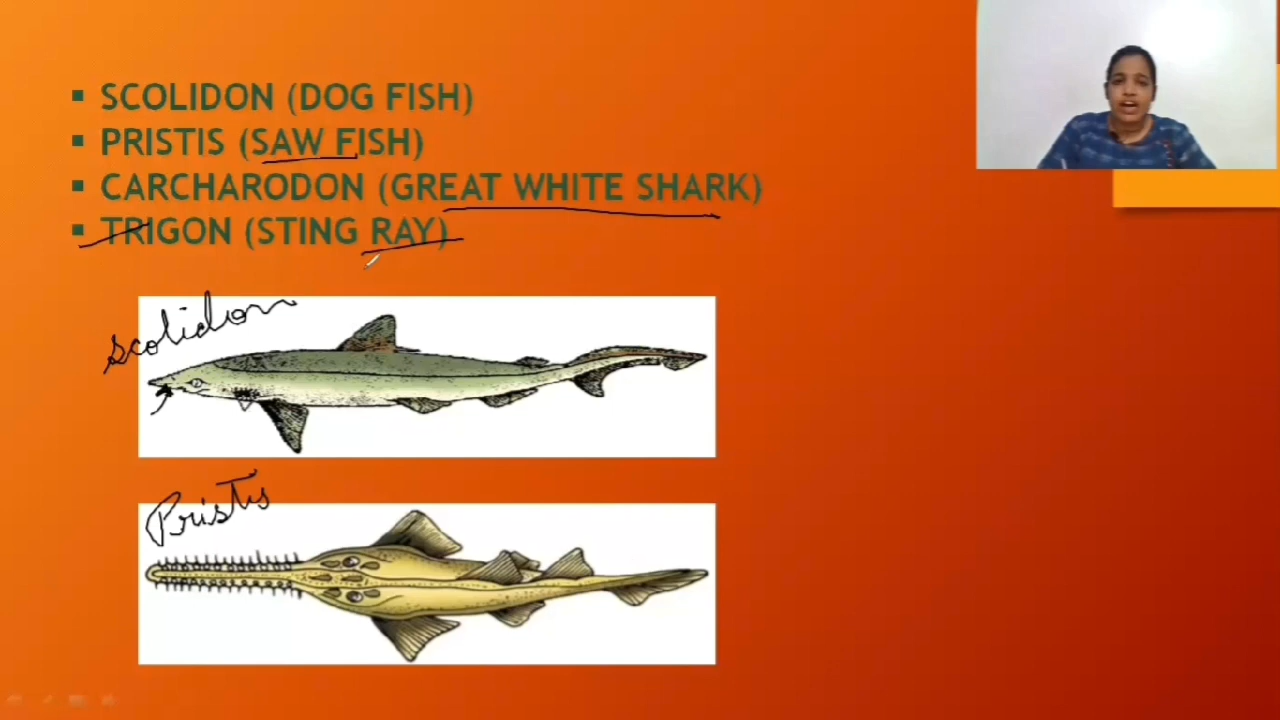 ▪ SCOLIDON (DOG FISH)
▪ PRISTIS (SAW FISH)
▪ CARCHARODON (GREAT WHITE SHARK)
▪ TRIGON (STING RAY)
Scolidon
Pristis